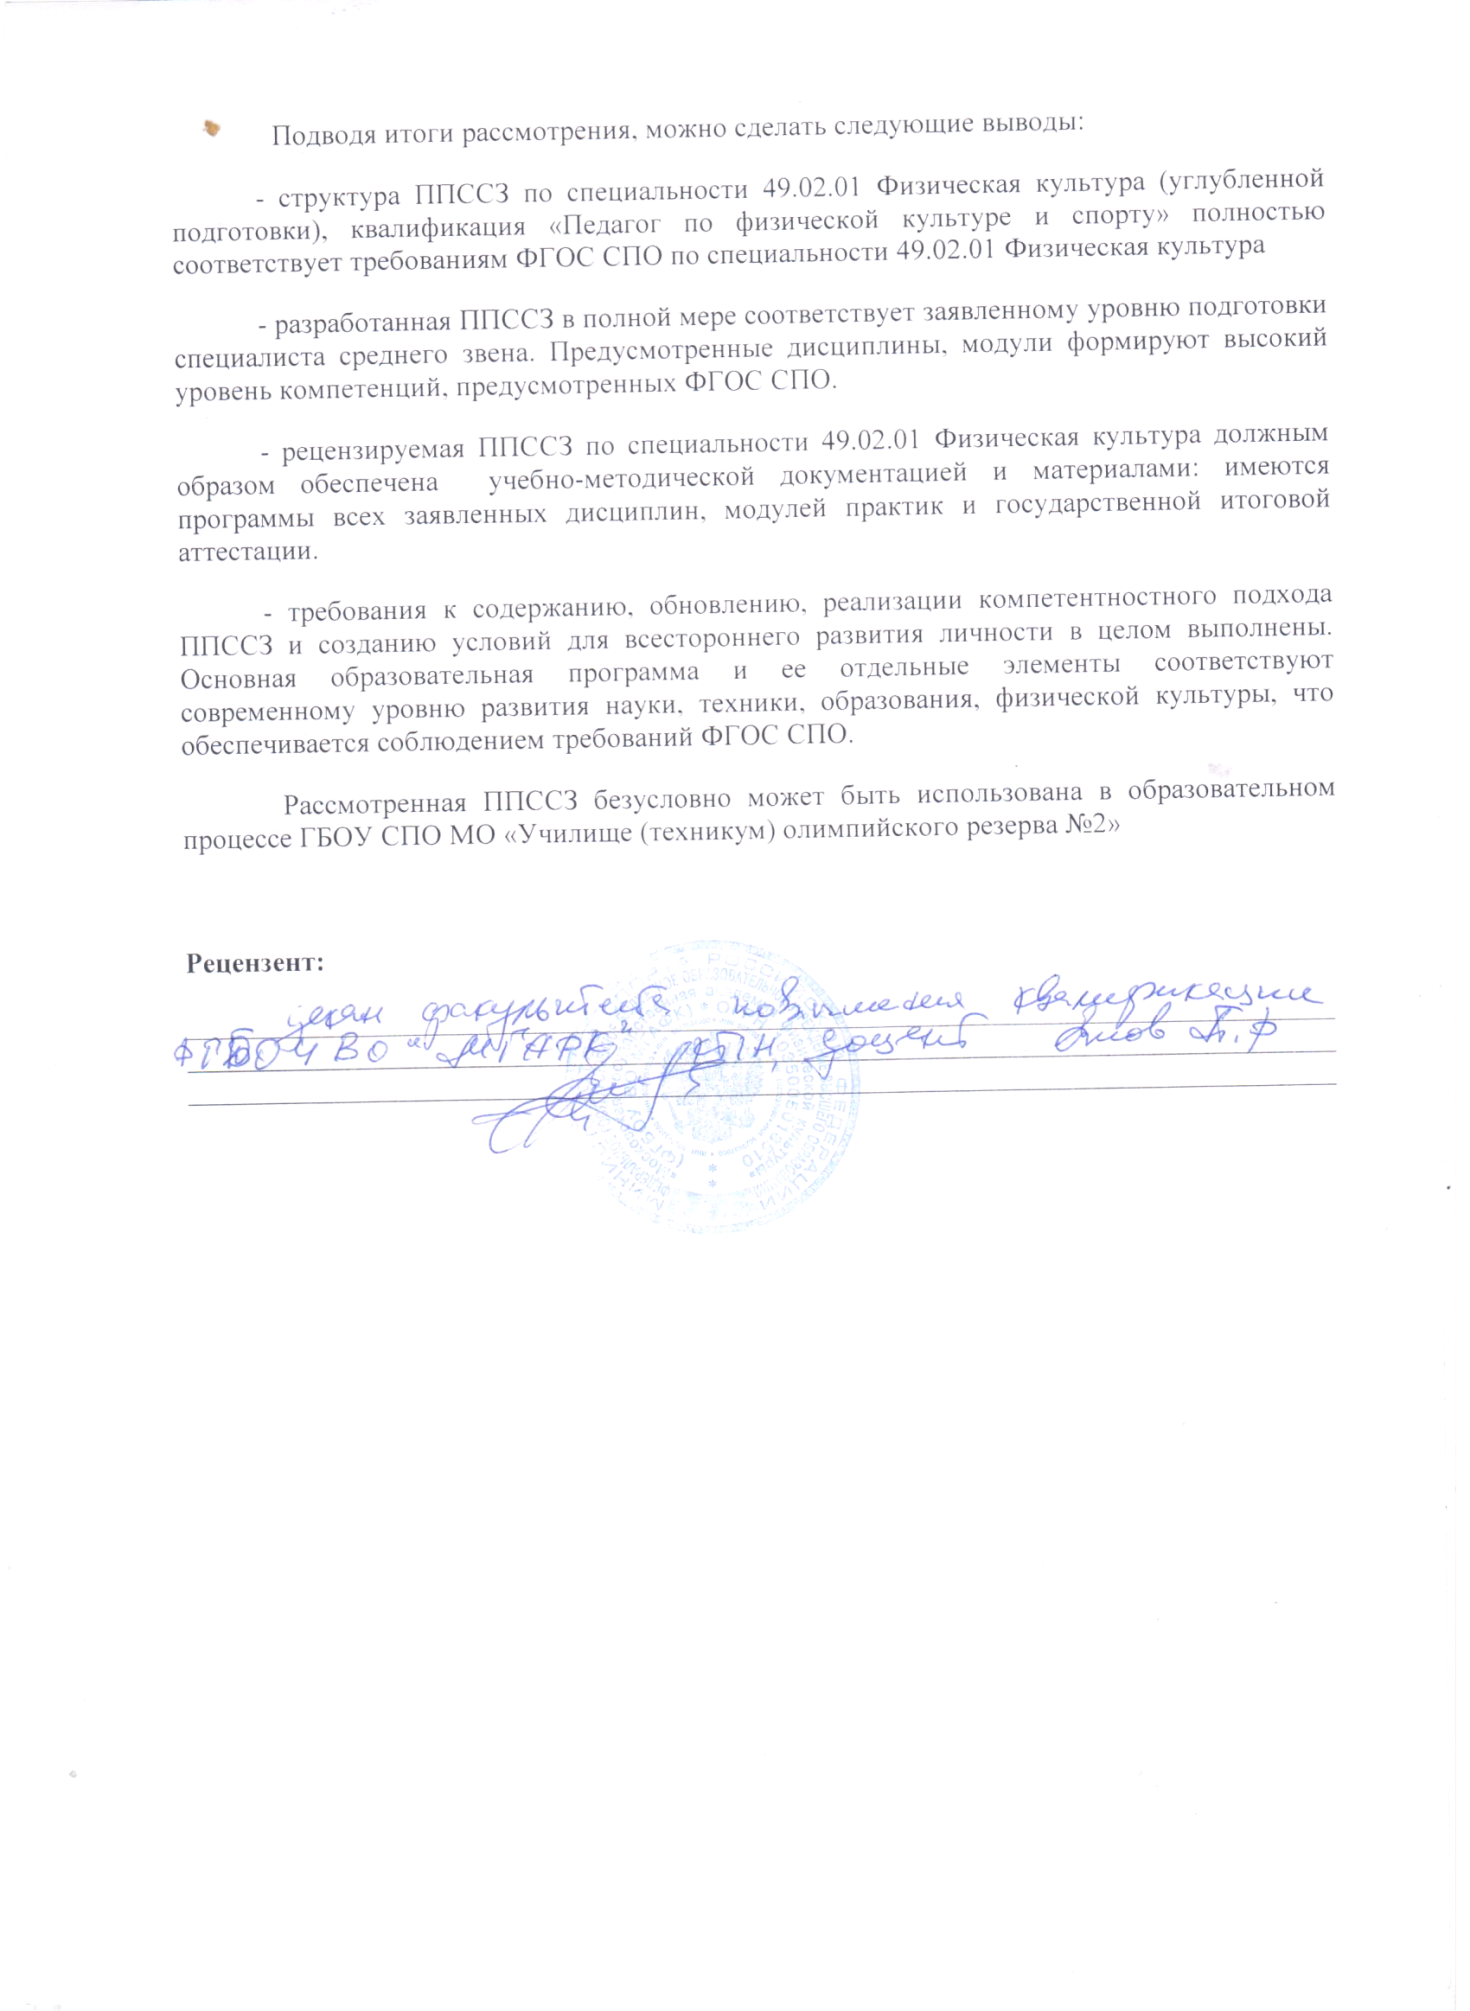 Подводя итоги рассмотрения, можно сделать следующие выводы:
- структура ППССЗ по специальности 49.02.01 Физическая культура (углубленной
подготовки), квалификация «Педагог по физической культуре и спорту» полностью
соответствует требованиям ФГОС СПО по специальности 49.02.01 Физическая культура
- разработанная ППССЗ в полной мере соответствует заявленному уровню подготовки
специалиста среднего звена. Предусмотренные дисциплины, модули формируют высокий
уровень компетенций, предусмотренных ФГОС СПО.
- рецензируемая ППССЗ по специальности 49.02.01 Физическая культура должным
образом обеспечена учебно-методической документацией и материалами: имеются
программы всех заявленных дисциплин, модулей практик и государственной итоговой
аттестации.
- требования к содержанию, обновлению, реализации компетентностного подхода
ППССЗ и созданию условий для всестороннего развития личности в целом выполнены.
Основная образовательная программа и ее отдельные элементы соответствуют
современному уровню развития науки, техники, образования, физической культуры, что
обеспечивается соблюдением требований ФГОС СПО.
Рассмотренная ППССЗ безусловно может быть использована в образовательном
процессе ГБОУ СПО МО «Училище (техникум) олимпийского резерва №2»
Рецензент:
декан факультета повышения квалификации
ФГБОУ ВО "МГАФК" кпн, доцент